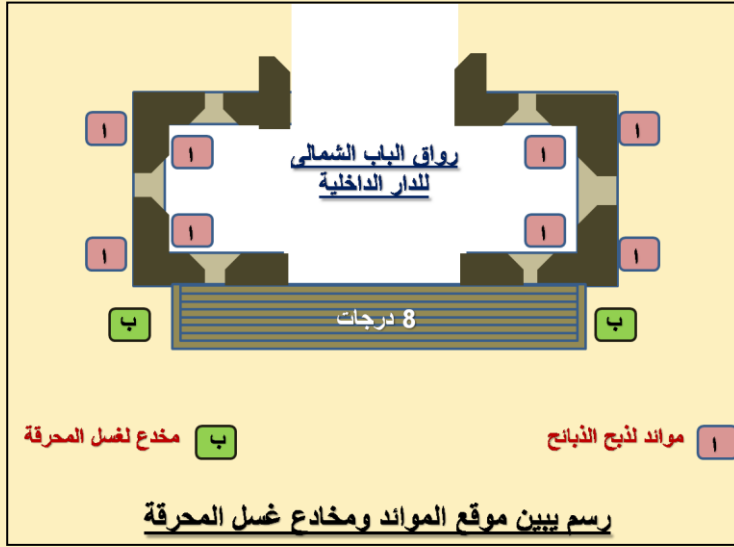 ا
ا
ا
ا
رواق الباب الشمالى
للدار الداخلية
ا
ا
ا
ا
ب
8 درجات
ب
ا موائد لذبح الذبائح
ب مخدع لغسل المحرقة
رسم يبين موقع الموائد ومخادع غسل المحرقة